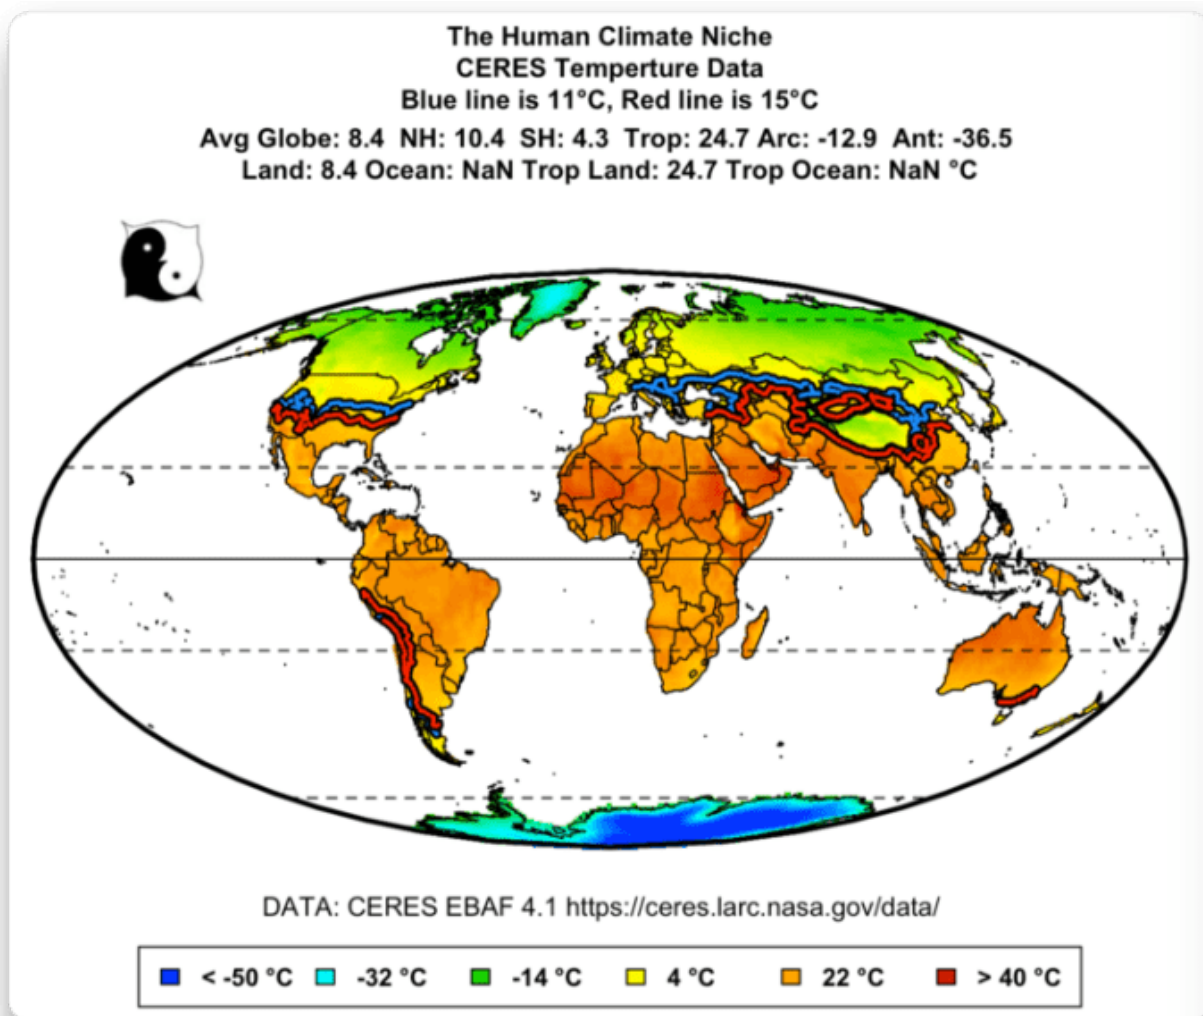 The Human Climate Niche
CERES Temperture Data
Blue line is 11°C, Red line is 15°C
Avg Globe: 8.4 NH: 10.4 SH: 4.3 Trop: 24.7 Arc: -12.9 Ant: -36.5
Land: 8.4 Ocean: NaN Trop Land: 24.7 Trop Ocean: NaN °C
DATA: CERES EBAF 4.1 https://ceres.larc.nasa.gov/data/
< -50 °C -32 °C -14 °C 4 °C 22 °C > 40 °C